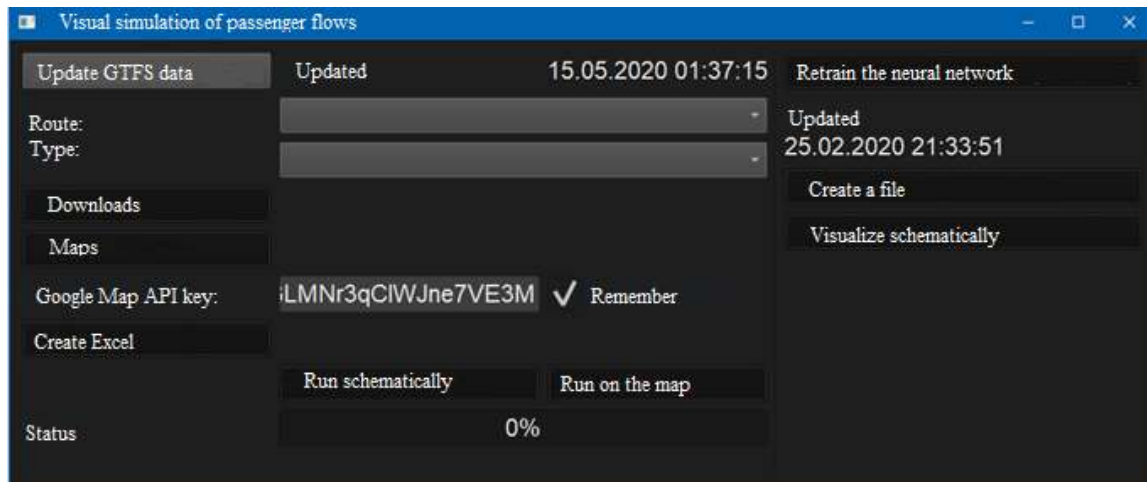 Visual simulation of passenger flows
Update GTFS data
Updated
15.05.2020 01:37:15
Retrain the neural network
Route:
Type:
Updated
25.02.2020 21:33:51
Create a file
Downloads
Visualize schematically
Maps
Google Map API key:
LMNr3qClWJne7VE3M
Remember
Create Excel
Run schematically
Run on the map
Status
0%